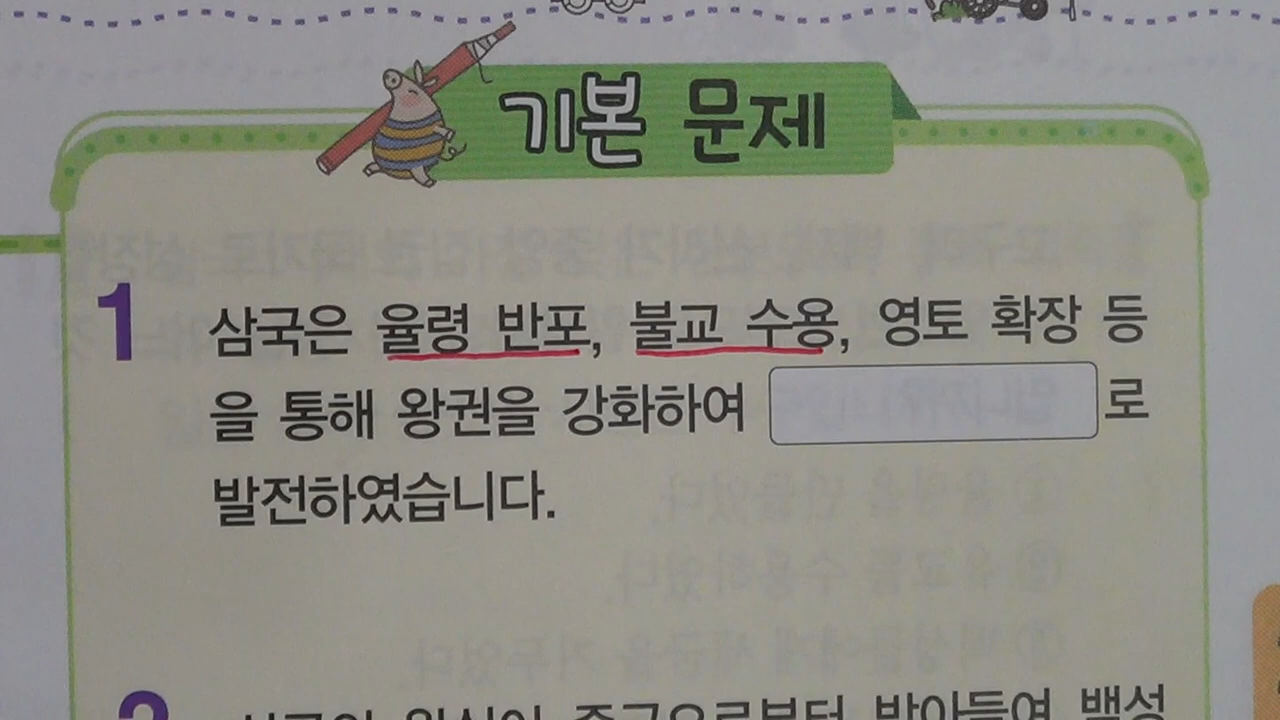 기본 문제
1 삼국은 율령 반포, 불교 수용, 영토 확장 등
을 통해 왕권을 강화하여 로
발전하였습니다.